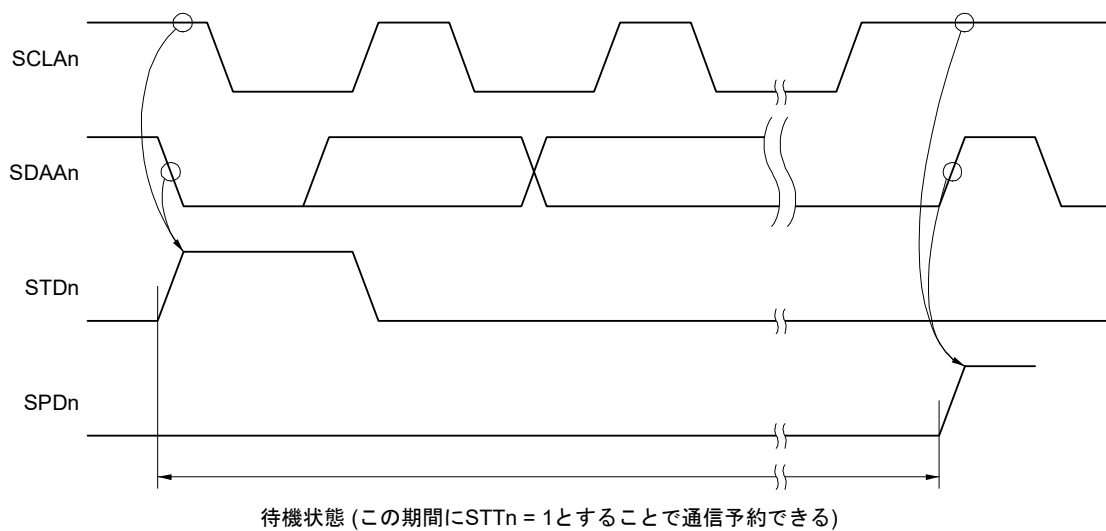 SCLAn
SDAAn
STDn
SPDn
待機状態 (この期間にSTTn = 1とすることで通信予約できる)